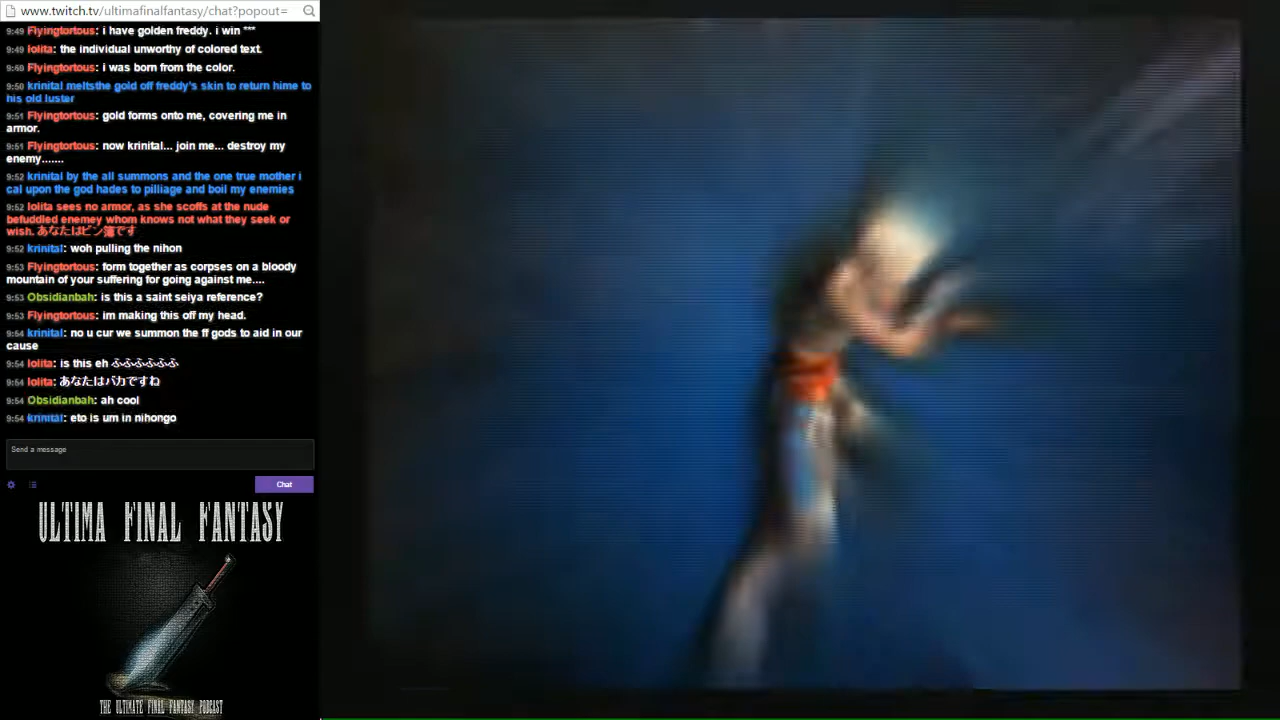 www.twitch.tv/ultimafinalfantasy/chat?popout=
9:49 Flyingtortous: i have golden freddy. i win ***
9:49 lolita: the individual unworthy of colored text.
9:50 Flyingtortous: i was born from the color.
9:50 krinital meltsthe gold off freddy's skin to return hime to
his old luster
9:51 Flyingtortous: gold forms onto me, covering me in
armor.
9:51 Flyingtortous: now krinital... join me... destroy my
enemy.......
9:52 krinital by the all summons and the one true mother i
cal upon the god hades to pilliage and boil my enemies
9:52 lolita sees no armor, as she scoffs at the nude
befuddled enemey whom knows not what they seek or
wish. あなたはピン簿です
9:52 krinital: woh pulling the nihon
9:53 Flyingtortous: form together as corpses on a bloody
mountain of your suffering for going against me....
9:53 Obsidianbah: is this a saint seiya reference?
9:53 Flyingtortous: im making this off my head.
9:54 krinital: no u cur we summon the ff gods to aid in our
cause
9:54 lolita: is this eh ふふふふふふ
9:54 lolita: あなたはバカですね
9:54 Obsidianbah: ah cool
9:54 krinital: eto is um in nihongo
Send a message
Chat
ULTIMA FINAL FANTASY
THE ULTIMATE FINAL FANTASY PODCAST